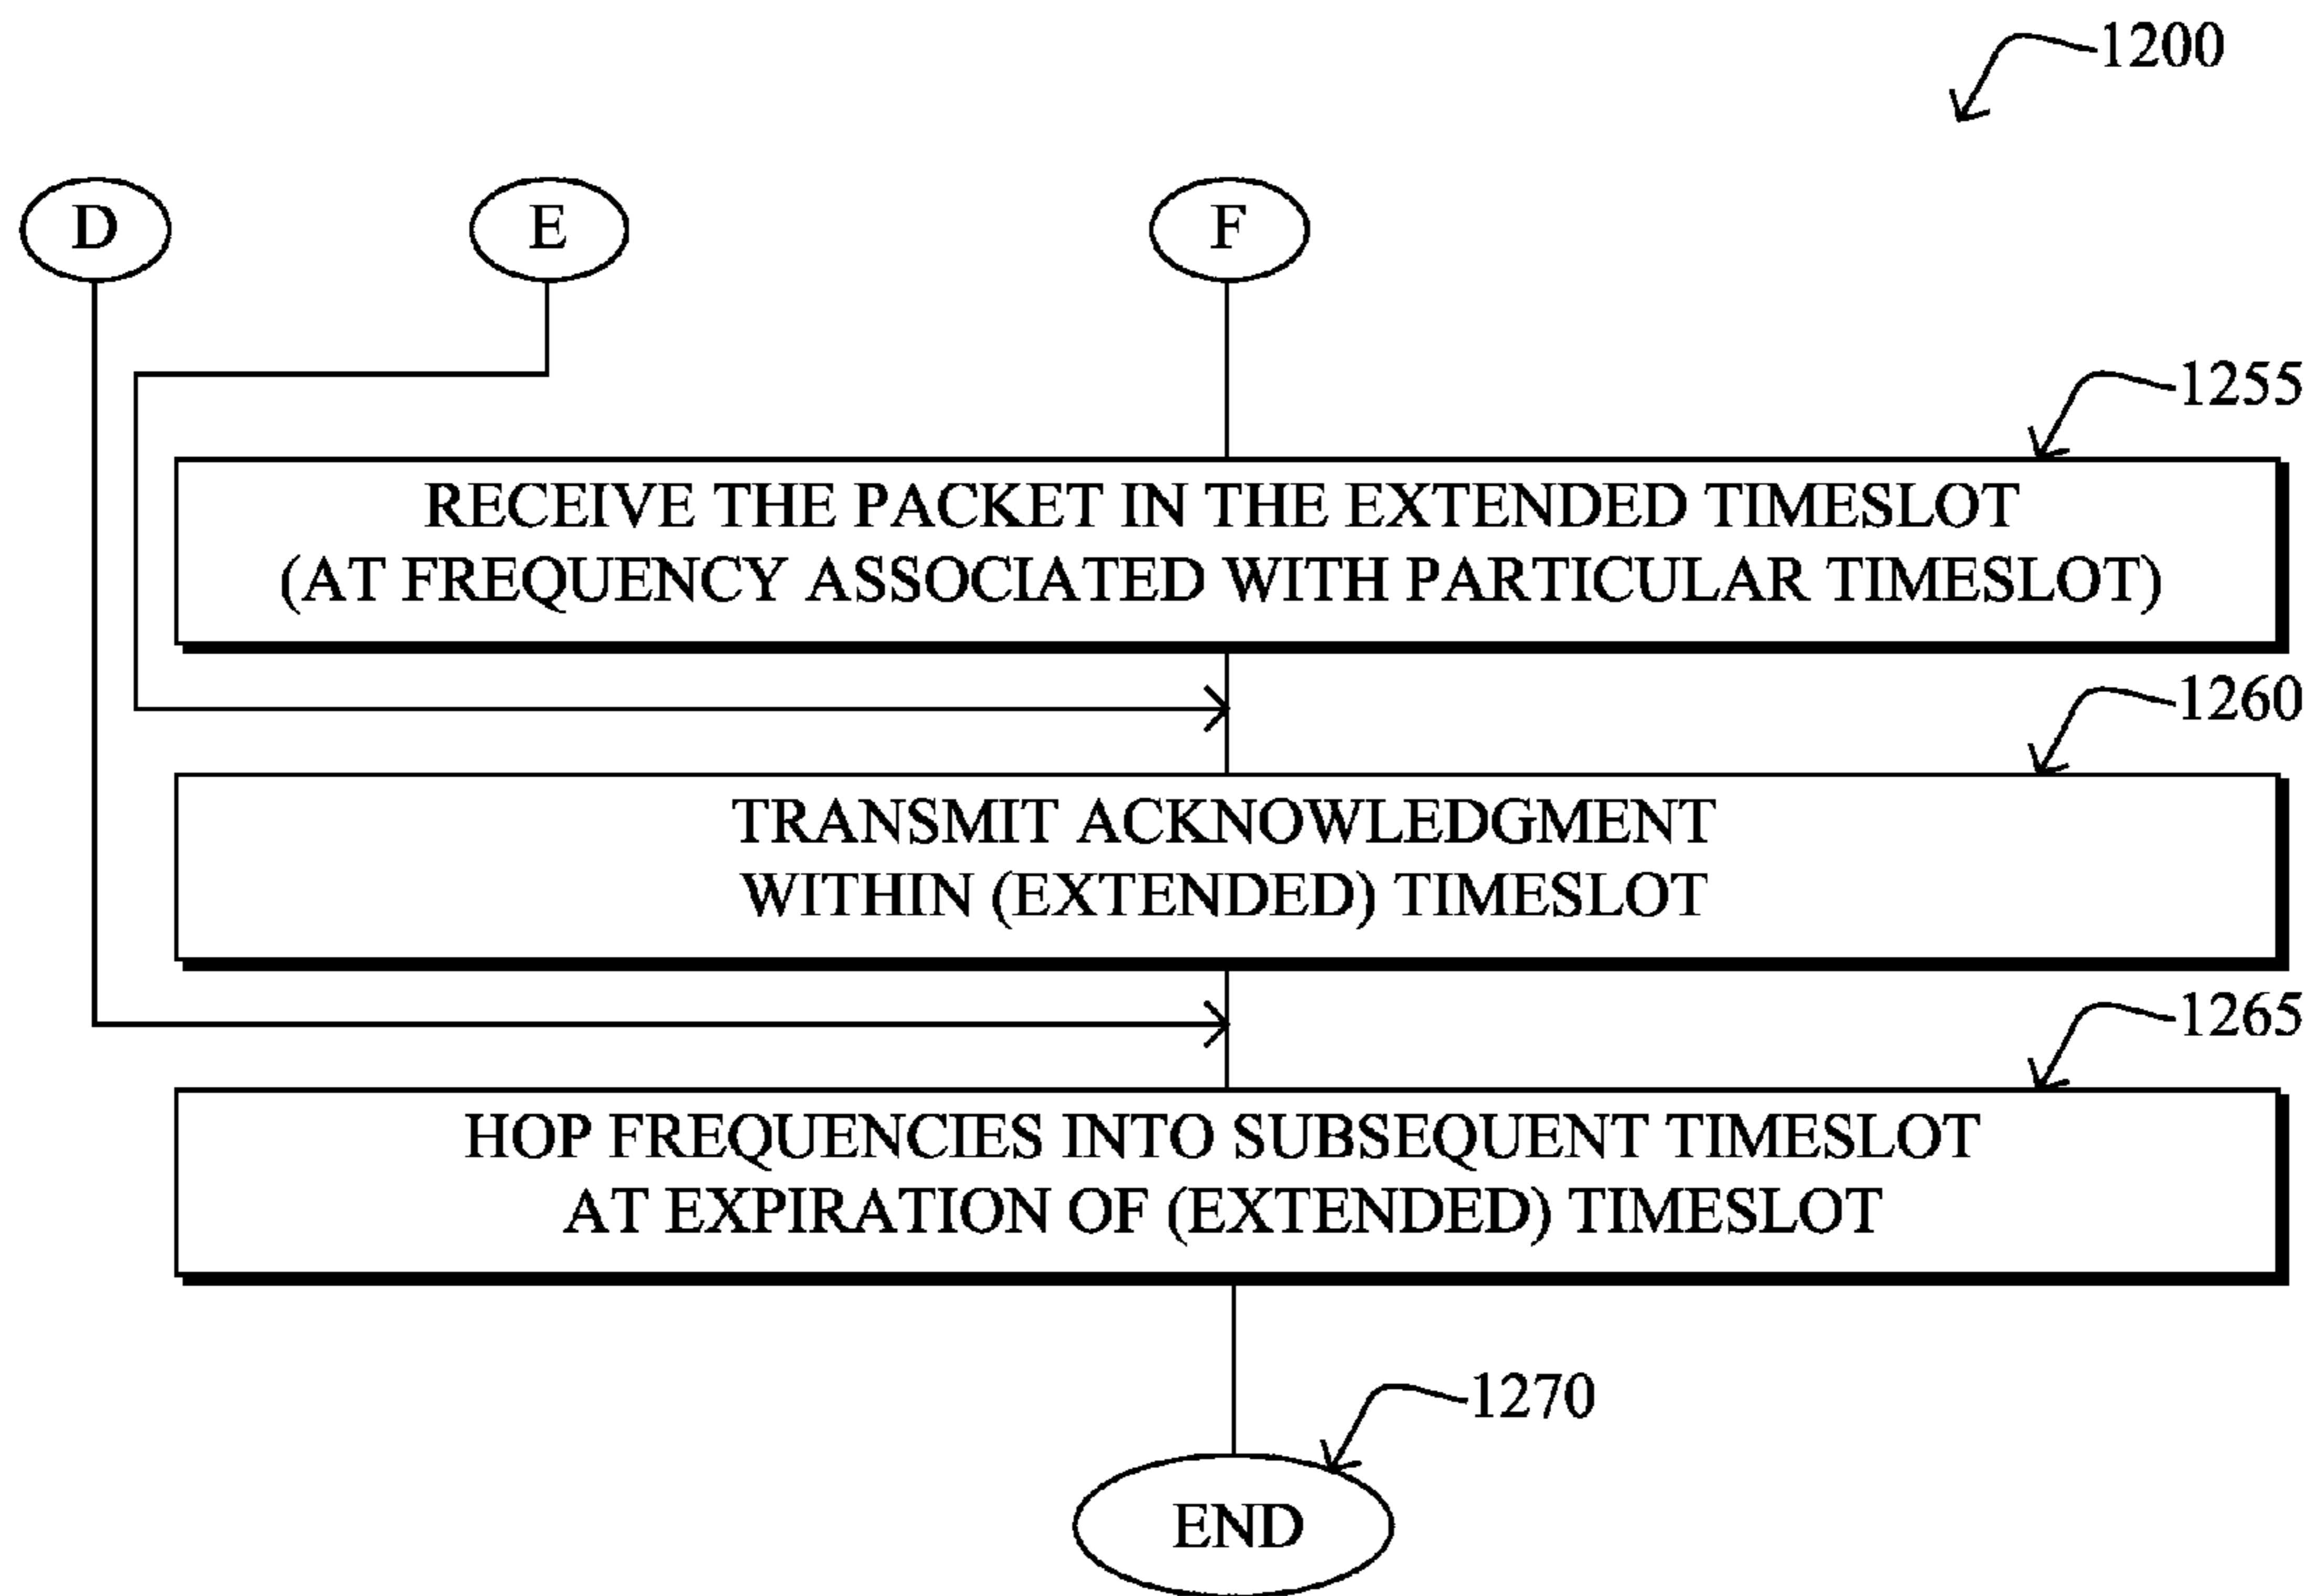 1200
D
E
F
1255
RECEIVE THE PACKET IN THE EXTENDED TIMESLOT
(AT FREQUENCY ASSOCIATED WITH PARTICULAR TIMESLOT)
1260
TRANSMIT ACKNOWLEDGMENT
WITHIN (EXTENDED) TIMESLOT
1265
HOP FREQUENCIES INTO SUBSEQUENT TIMESLOT
AT EXPIRATION OF (EXTENDED) TIMESLOT
1270
END